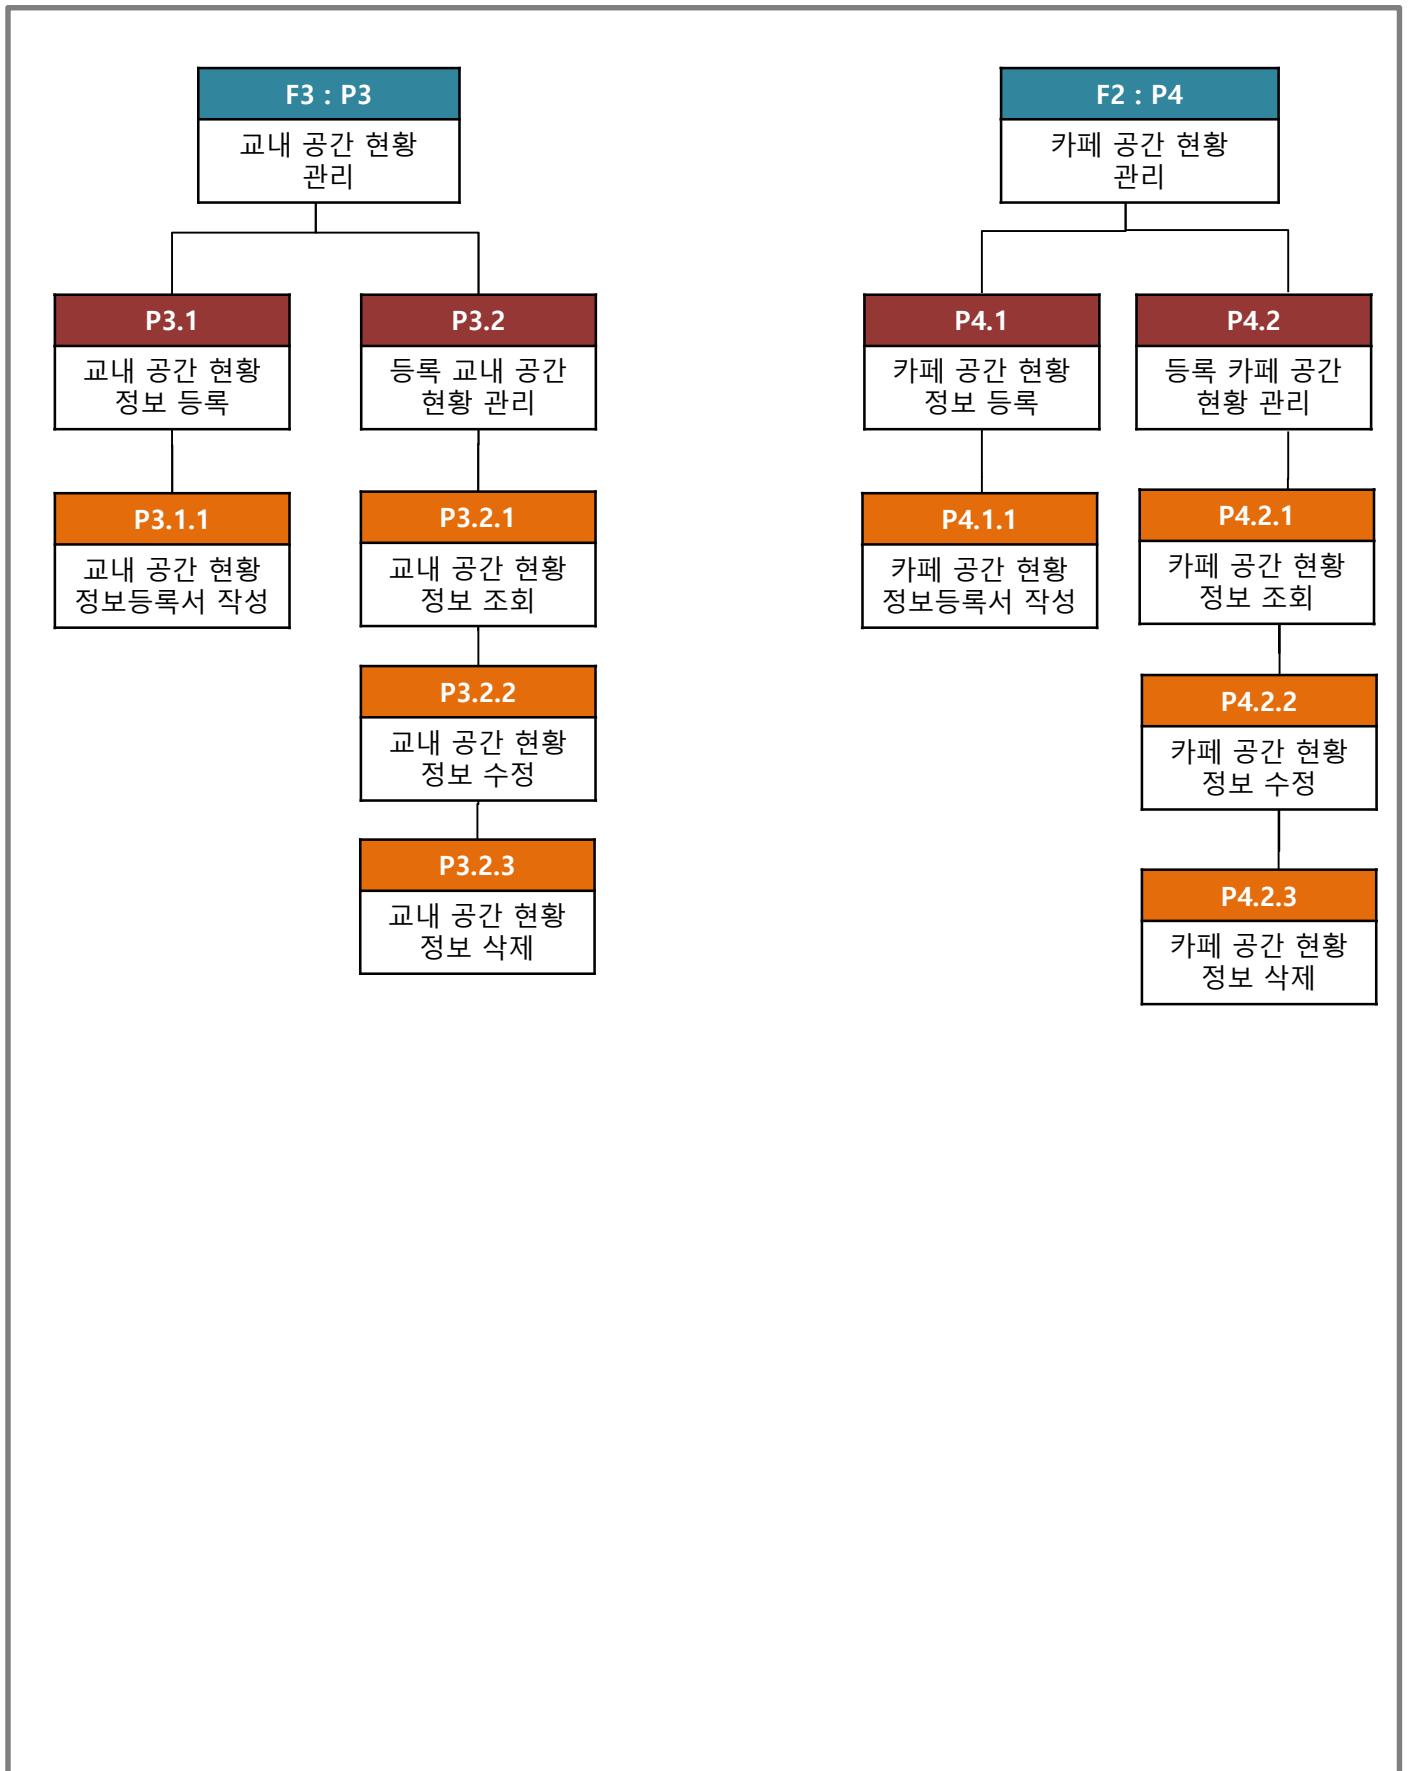 F3 : P3
교내 공간 현황
관리
P3.1
교내 공간 현황
정보 등록
P3.2
등록 교내 공간
현황 관리
P3.1.1
교내 공간 현황
정보등록서 작성
P3.2.1
교내 공간 현황
정보 조회
P3.2.2
교내 공간 현황
정보 수정
P3.2.3
교내 공간 현황
정보 삭제
F2 : P4
카페 공간 현황
관리
P4.1
카페 공간 현황
정보 등록
P4.2
등록 카페 공간
현황 관리
P4.1.1
카페 공간 현황
정보등록서 작성
P4.2.1
카페 공간 현황
정보 조회
P4.2.2
카페 공간 현황
정보 수정
P4.2.3
카페 공간 현황
정보 삭제